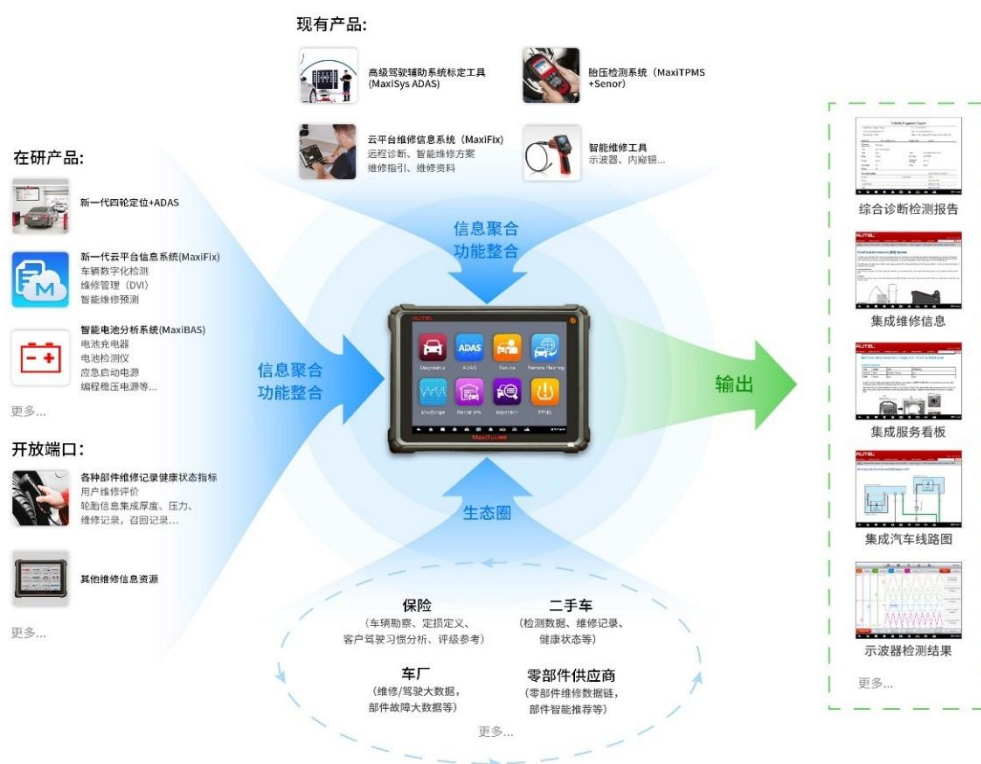 现有产品:
高级驾驶辅助系统标定工具
(MaxiSys ADAS)
胎压检测系统（MaxiTPMS
+Senor）
云平台维修信息系统（MaxiFix)
远程诊断、智能维修方案
维修指引、维修资料
智能维修工具
示波器、内窥镜...
在研产品:
新一代四轮定位+ADAS
新一代云平台信息系统(MaxiFix)
车辆数字化检测
维修管理（DVI）
智能维修预测
智能电池分析系统(MaxiBAS)
电池充电器
电池检测仪
应急启动电源
编程稳压电源等...
更多...
开放端口:
各种部件维修记录健康状态指标
用户维修评价
轮胎信息集成厚度、压力、
维修记录，召回记录...
其他维修信息资源
更多...
信息聚合
功能整合
信息聚合
功能整合
AUTEL
Diagnostics
ADAS
Service
MaxiScope
TPMS
MaxiSys
输出
生态圈
保险
（车辆勘察、定损定义、
客户驾驶习惯分析、评级参考）
二手车
（检测数据、维修记录、
健康状态等）
车厂
（维修/驾驶大数据，
部件故障大数据等）
零部件供应商
（零部件维修数据链，
部件智能推荐等）
更多...
综合诊断检测报告
AUTEL
集成维修信息
AUTEL
集成服务看板
AUTEL
集成汽车线路图
示波器检测结果
更多...